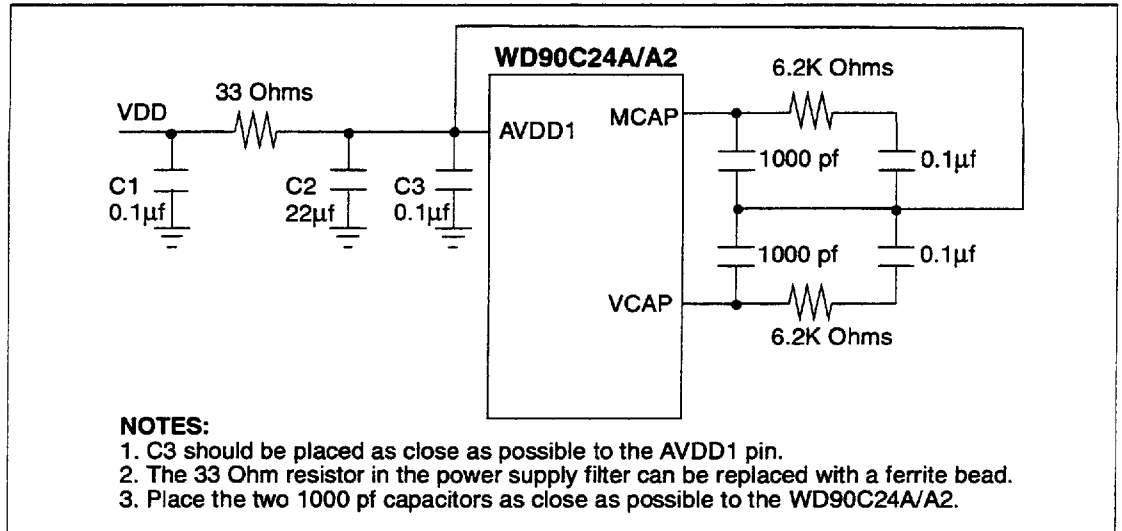 WD90C24A/A2
6.2K Ohms
33 Ohms
VDD
AVDD1
MCAP
C1
0.1µf
C2
22µf
C3
0.1µf
1000 pf
0.1µf
1000 pf
0.1µf
VCAP
6.2K Ohms
NOTES:
1. C3 should be placed as close as possible to the AVDD1 pin.
2. The 33 Ohm resistor in the power supply filter can be replaced with a ferrite bead.
3. Place the two 1000 pf capacitors as close as possible to the WD90C24A/A2.